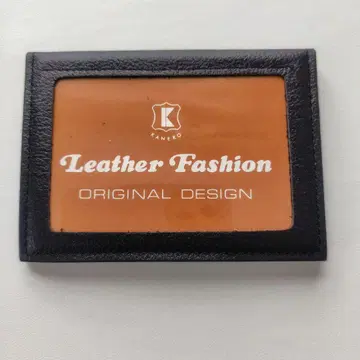 K
KANEKO
Leather Fashion
ORIGINAL DESIGN